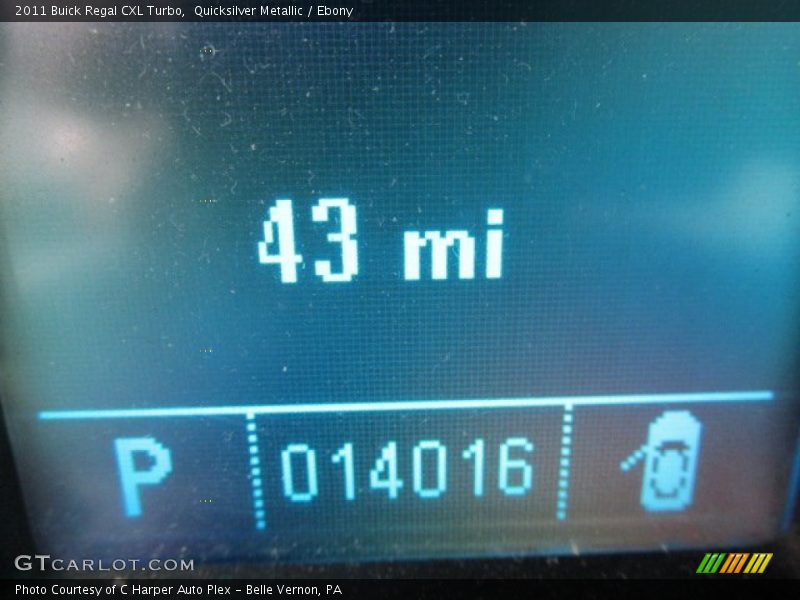 2011 Buick Regal CXL Turbo,  Quicksilver Metallic / Ebony
43 mi
P 014016
GTCARLOT.COM
Photo Courtesy of C Harper Auto Plex – Belle Vernon, PA